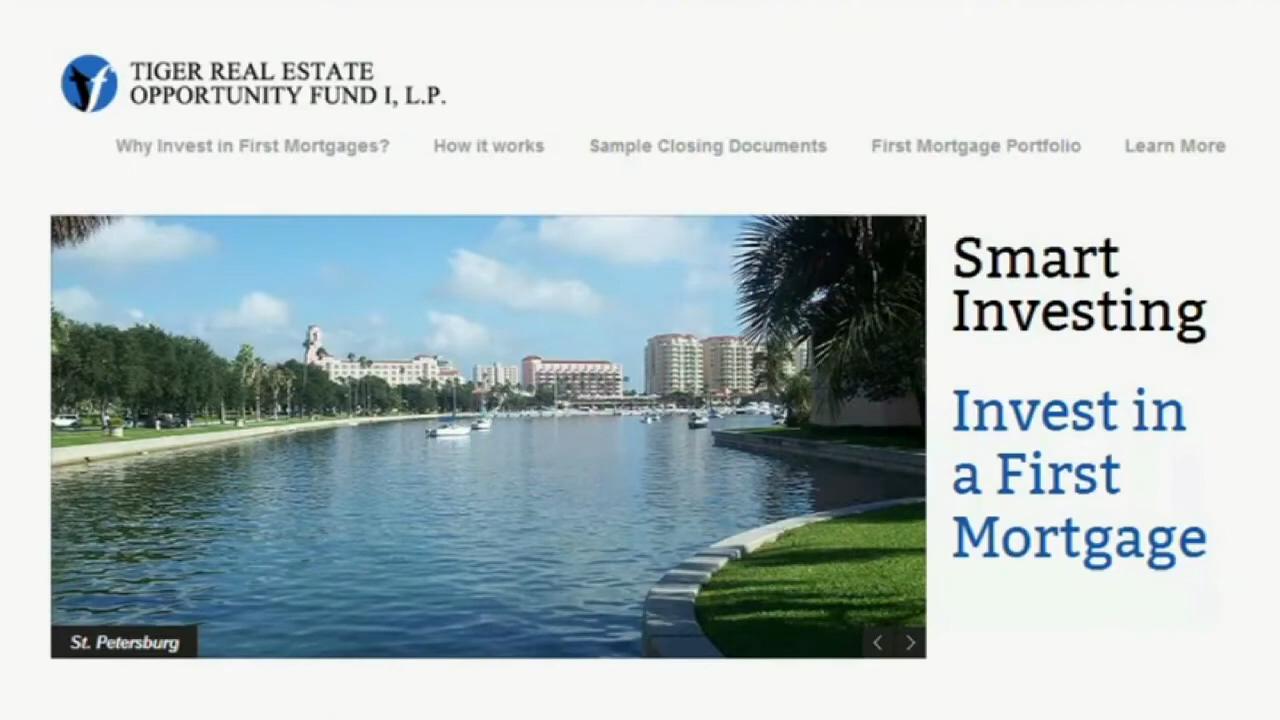 TIGER REAL ESTATE
OPPORTUNITY FUND I, L.P.
Why Invest in First Mortgages? How it works Sample Closing Documents First Mortgage Portfolio Learn More
Smart
Investing
Invest in
a First
Mortgage
St. Petersburg